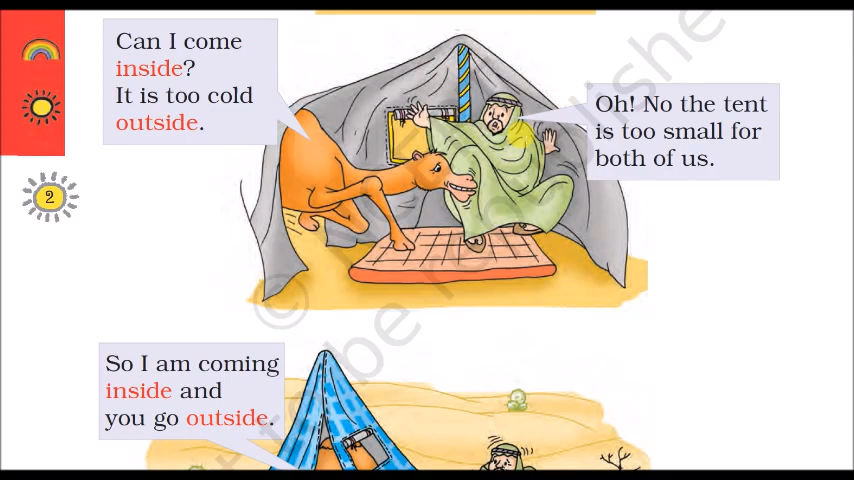 Can I come
inside?
It is too cold
outside.
Oh! No the tent
is too small for
both of us.
2
So I am coming
inside and
you go outside.